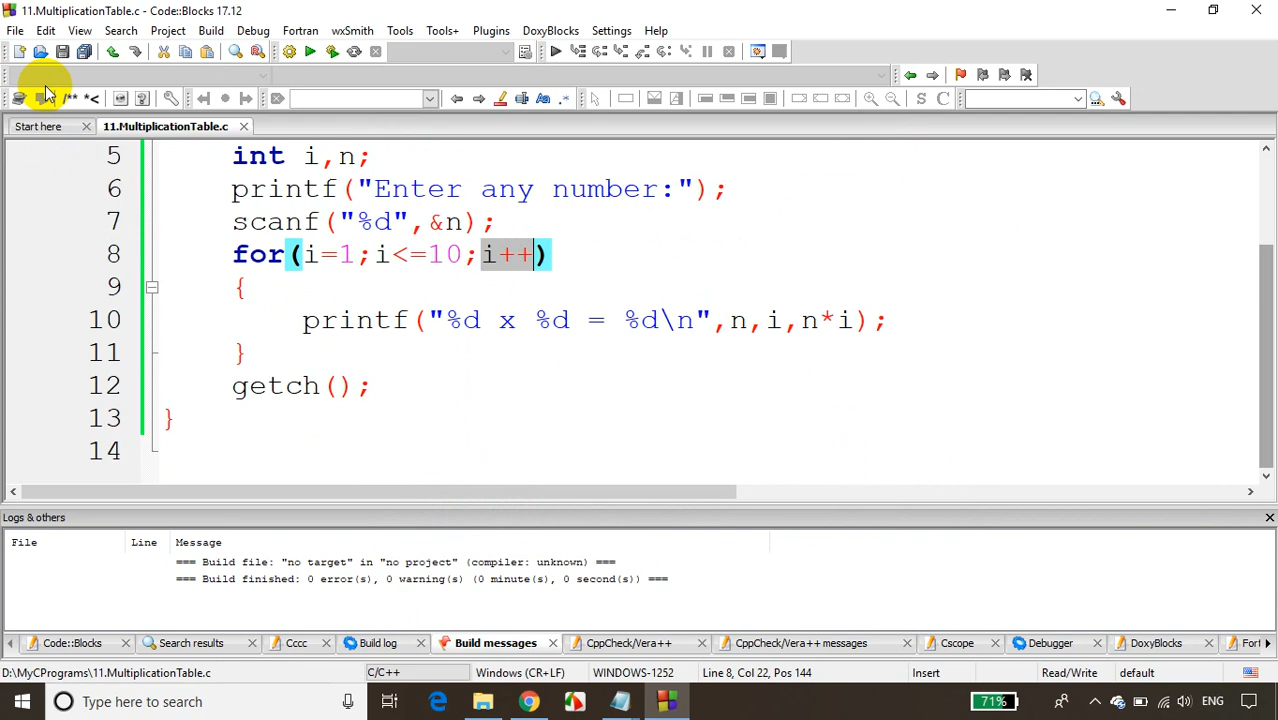 11.MultiplicationTable.c - Code::Blocks 17.12
File Edit View Search Project Build Debug Fortran wxSmith Tools Tools+ Plugins DoxyBlocks Settings Help
/** *<
S C
Start here 11.MultiplicationTable.c
5 int i,n;
6 printf("Enter any number:");
7 scanf("%d",&n);
8 for(i=1;i<=10;i++)
9 {
10 printf("%d x %d = %d\n",n,i,n*i);
11 }
12 getch();
13 }
14
Logs & others
File Line Message
=== Build file: "no target" in "no project" (compiler: unknown) ===
=== Build finished: 0 error(s), 0 warning(s) (0 minute(s), 0 second(s)) ===
Code::Blocks Search results Cccc Build log Build messages CppCheck/Vera++ CppCheck/Vera++ messages Cscope Debugger DoxyBlocks Fort
D:\MyCPrograms\11.MultiplicationTable.c C/C++ Windows (CR+LF) WINDOWS-1252 Line 8, Col 22, Pos 144 Insert Read/Write default
Type here to search 71% ENG